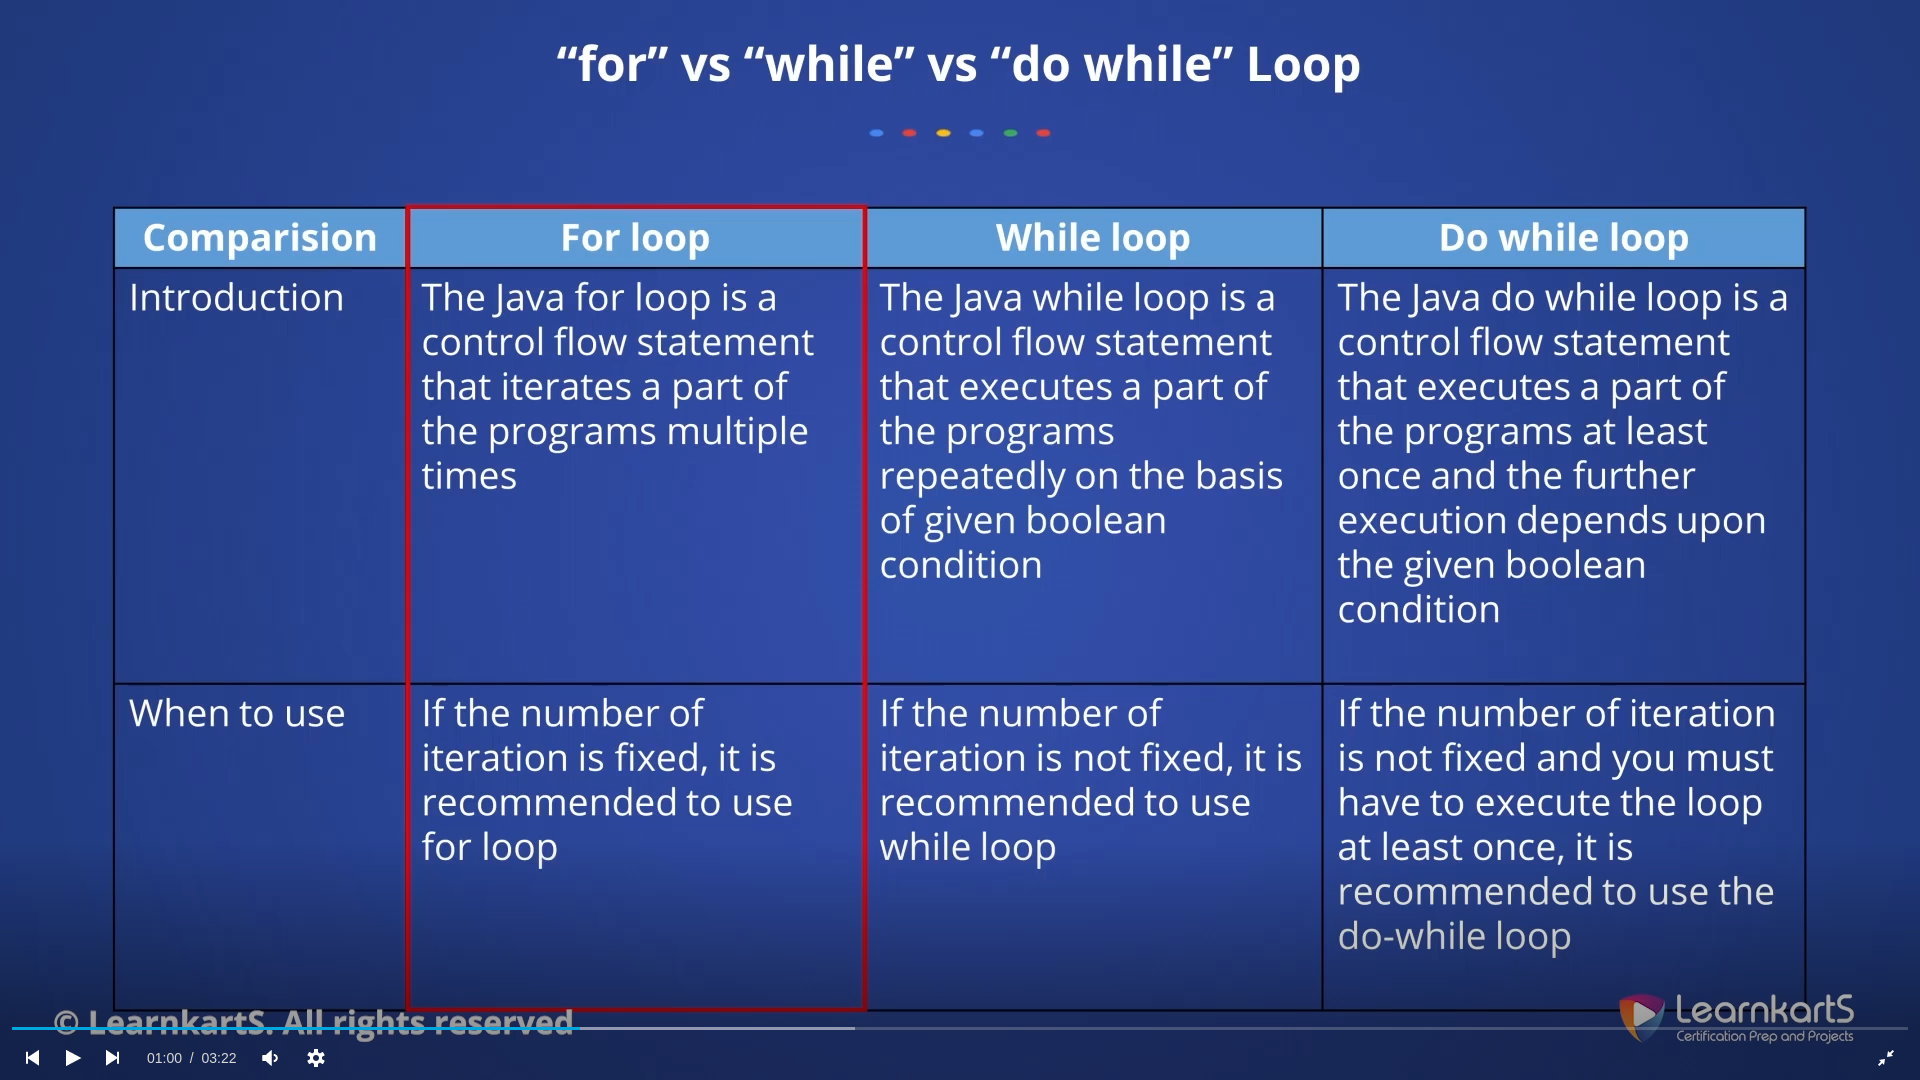 “for” vs “while” vs “do while” Loop
Comparision
For loop
While loop
Do while loop
Introduction
The Java for loop is a
control flow statement
that iterates a part of
the programs multiple
times
The Java while loop is a
control flow statement
that executes a part of
the programs
repeatedly on the basis
of given boolean
condition
The Java do while loop is a
control flow statement
that executes a part of
the programs at least
once and the further
execution depends upon
the given boolean
condition
When to use
If the number of
iteration is fixed, it is
recommended to use
for loop
If the number of
iteration is not fixed, it is
recommended to use
while loop
If the number of iteration
is not fixed and you must
have to execute the loop
at least once, it is
recommended to use the
do-while loop
© LearnkartS. All rights reserved
LearnkartS
Certification Prep and Projects
01:00 / 03:22